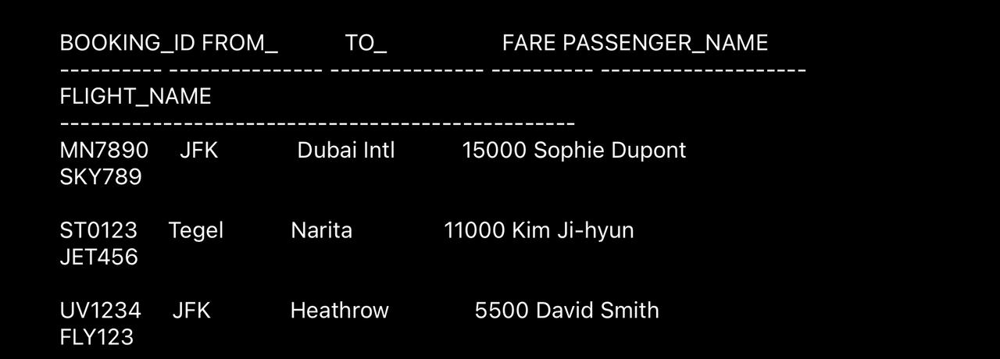 BOOKING_ID FROM_ TO_ FARE PASSENGER_NAME
---------- --------------- --------------- ---------- --------------------
FLIGHT_NAME
--------------------------------------------------
MN7890 JFK Dubai Intl 15000 Sophie Dupont
SKY789
ST0123 Tegel Narita 11000 Kim Ji-hyun
JET456
UV1234 JFK Heathrow 5500 David Smith
FLY123